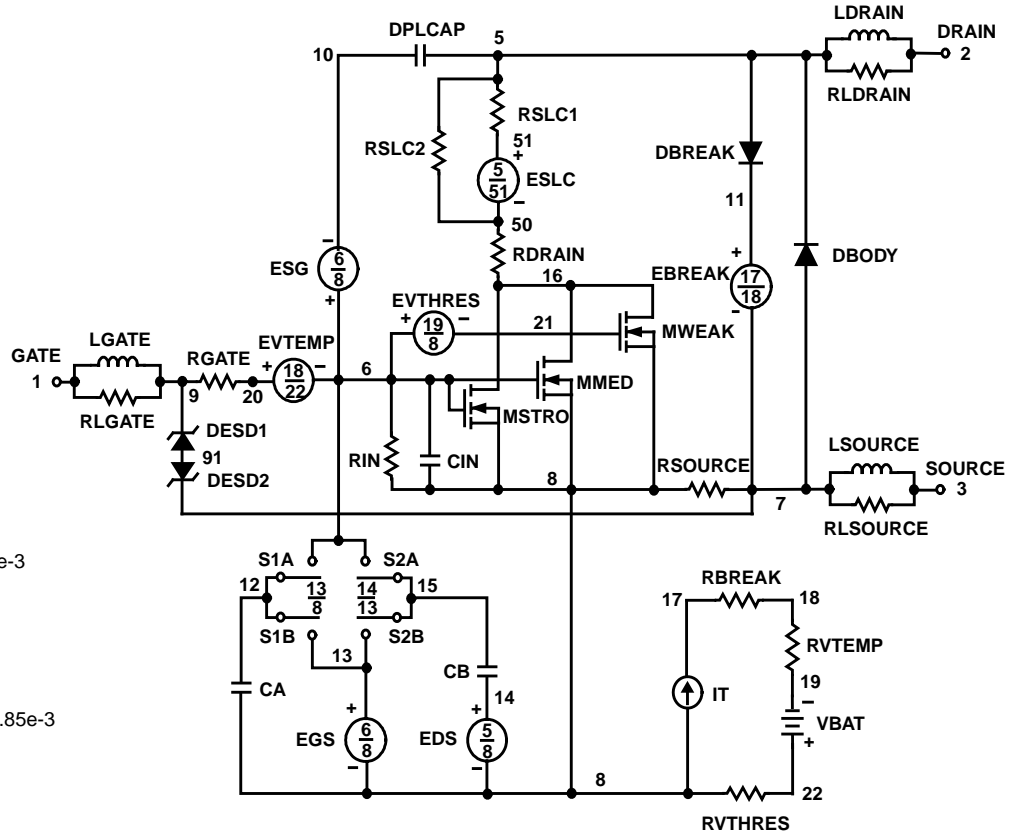 LDRAIN
DPLCAP
5
DRAIN
10
2
RLDRAIN
RSLC1
51
RSLC2
+
5
51
ESLC
DBREAK
−
11
50
−
RDRAIN
6
8
ESG
16
+
DBODY
EBREAK
17
18
+
−
EVTHRES
+
19
8
−
21
MWEAK
LGATE
EVTEMP
GATE
RGATE
+
18
22
−
6
MMED
1
9
20
MSTRO
RLGATE
DESD1
LSOURCE
91
SOURCE
DESD2
RIN
CIN
8
RSOURCE
7
3
RLSOURCE
e-3
S1A
S2A
12
13
8
14
13
15
RBREAK
17
18
S1B
S2B
RVTEMP
13
CB
19
CA
14
IT
−
.85e-3
+
+
VBAT
EGS
6
8
EDS
5
8
+
−
−
8
22
RVTHRES